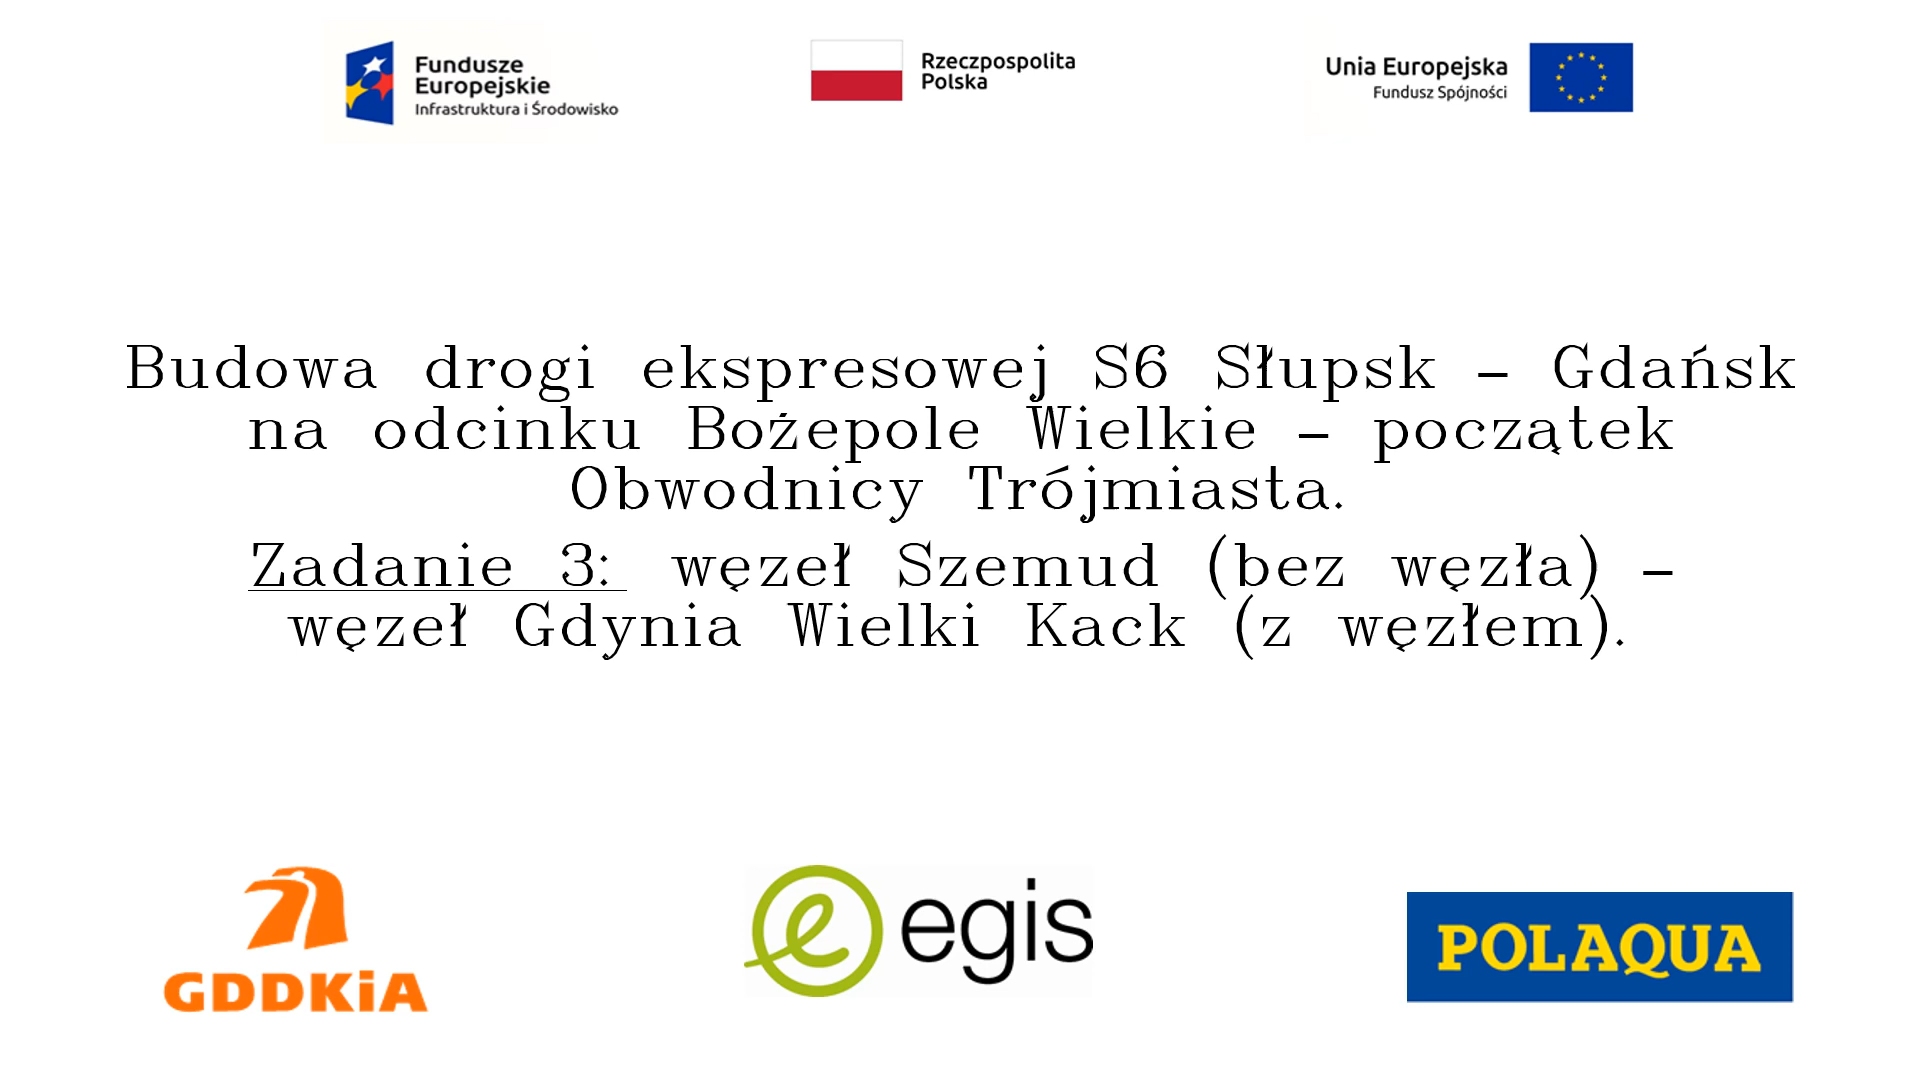 Fundusze
Europejskie
Infrastruktura i Środowisko
Rzeczpospolita
Polska
Unia Europejska
Fundusz Spójności
Budowa drogi ekspresowej S6 Słupsk – Gdańsk
na odcinku Bożepole Wielkie – początek
Obwodnicy Trójmiasta.
Zadanie 3: węzeł Szemud (bez węzła) –
węzeł Gdynia Wielki Kack (z węzłem).
GDDKiA
e egis
POLAQUA